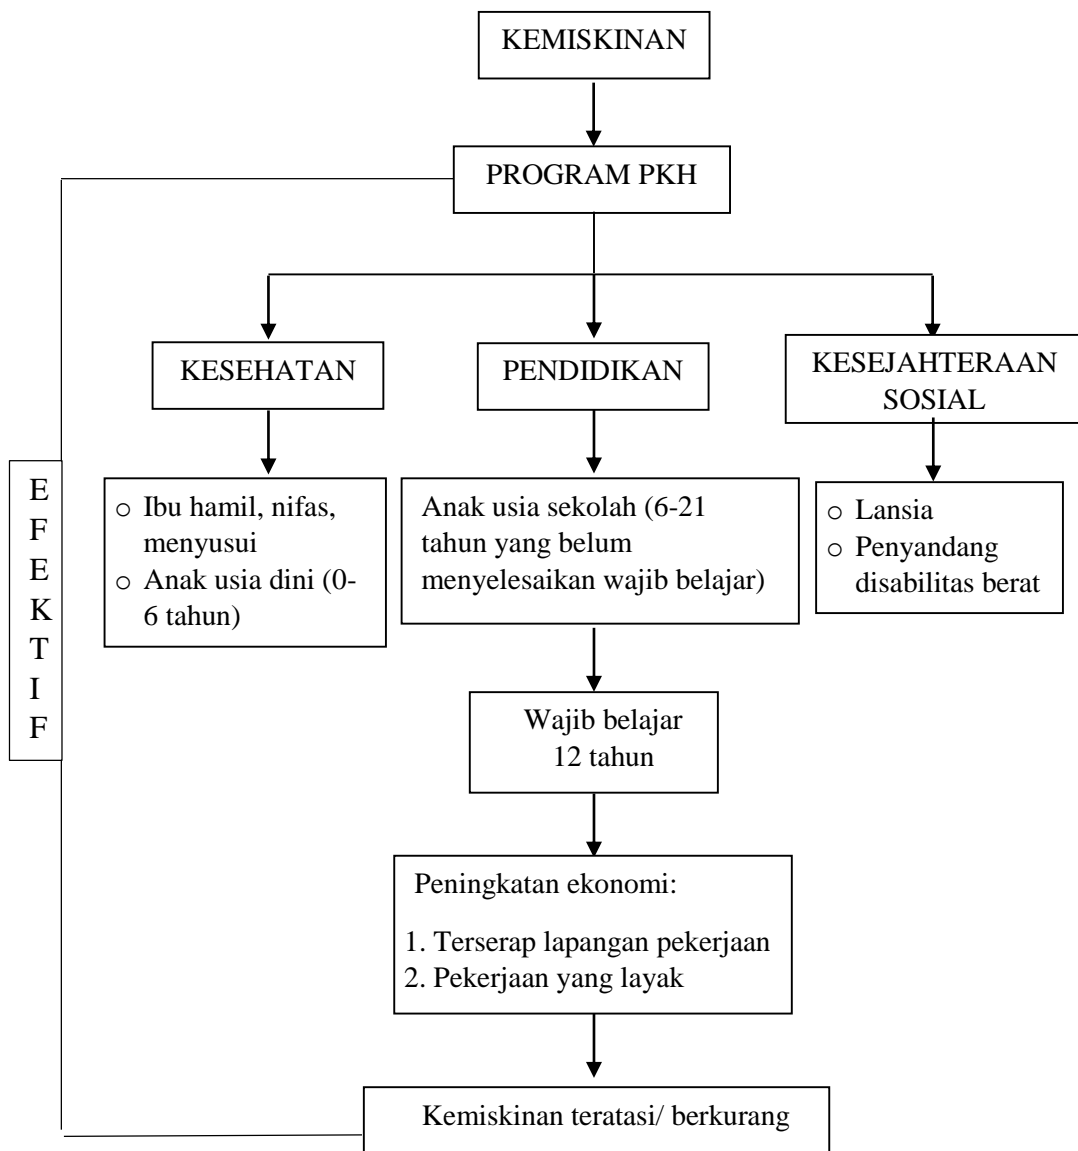 KEMISKINAN
PROGRAM PKH
KESEHATAN
PENDIDIKAN
KESEJAHTERAAN
SOSIAL
E
F
E
K
T
I
F
o Ibu hamil, nifas,
menyusui
o Anak usia dini (0-
6 tahun)
Anak usia sekolah (6-21
tahun yang belum
menyelesaikan wajib belajar)
o Lansia
o Penyandang
disabilitas berat
Wajib belajar
12 tahun
Peningkatan ekonomi:
1. Terserap lapangan pekerjaan
2. Pekerjaan yang layak
Kemiskinan teratasi/ berkurang